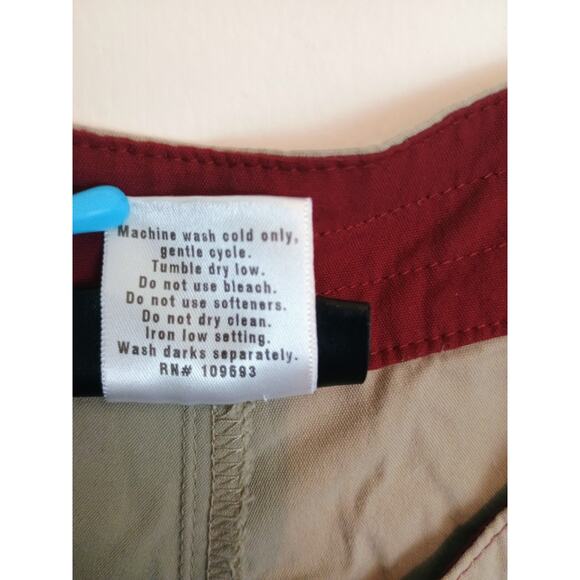 Machine wash cold only,
gentle cycle.
Tumble dry low.
Do not use bleach.
Do not use softeners.
Do not dry clean.
Iron low setting.
Wash darks separately.
RN# 109693